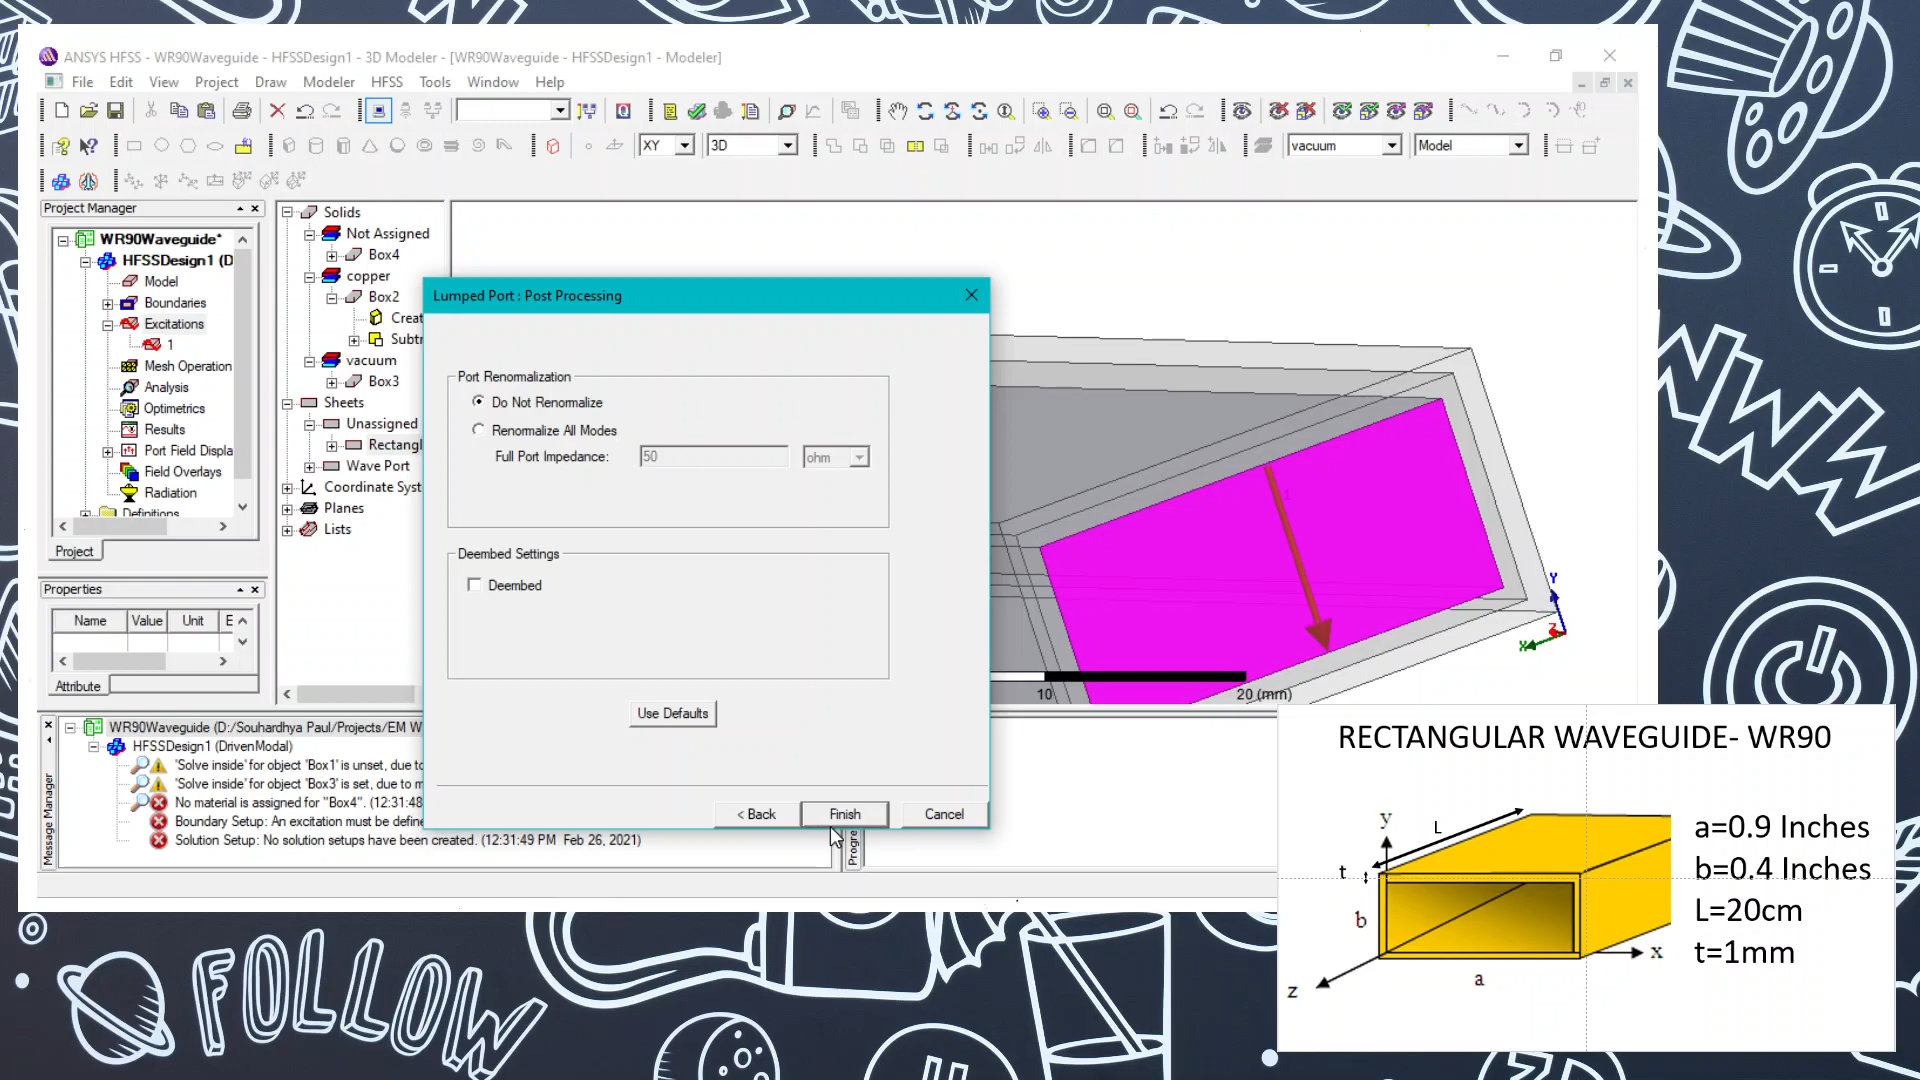 ANSYS HFSS - WR90Waveguide - HFSSDesign1 - 3D Modeler - [WR90Waveguide - HFSSDesign1 - Modeler]
File Edit View Project Draw Modeler HFSS Tools Window Help
XY 3D vacuum Model
Project Manager
WR90Waveguide*
HFSSDesign1 (D
Model
Boundaries
Excitations
1
Mesh Operation
Analysis
Optimetrics
Results
Port Field Displa
Field Overlays
Radiation
Definitions
Project
Properties
Name Value Unit E
Attribute
Solids
Not Assigned
Box4
copper
Box2
Creat
Subtr
vacuum
Box3
Sheets
Unassigned
Rectangl
Wave Port
Coordinate Syst
Planes
Lists
Lumped Port : Post Processing
Port Renormalization
Do Not Renormalize
Renormalize All Modes
Full Port Impedance: 50 ohm
Deembed Settings
Deembed
Use Defaults
< Back Finish Cancel
Y
Z
X
10 20 (mm)
Message Manager
WR90Waveguide (D:/Souhardhya Paul/Projects/EM W
HFSSDesign1 (DrivenModal)
'Solve inside' for object 'Box1' is unset, due to
'Solve inside' for object 'Box3' is set, due to m
No material is assigned for "Box4". (12:31:48
Boundary Setup: An excitation must be define
Solution Setup: No solution setups have been created. (12:31:49 PM Feb 26, 2021)
Progre
RECTANGULAR WAVEGUIDE- WR90
y
L
t
b
x
a
z
a=0.9 Inches
b=0.4 Inches
L=20cm
t=1mm
FOLLOW